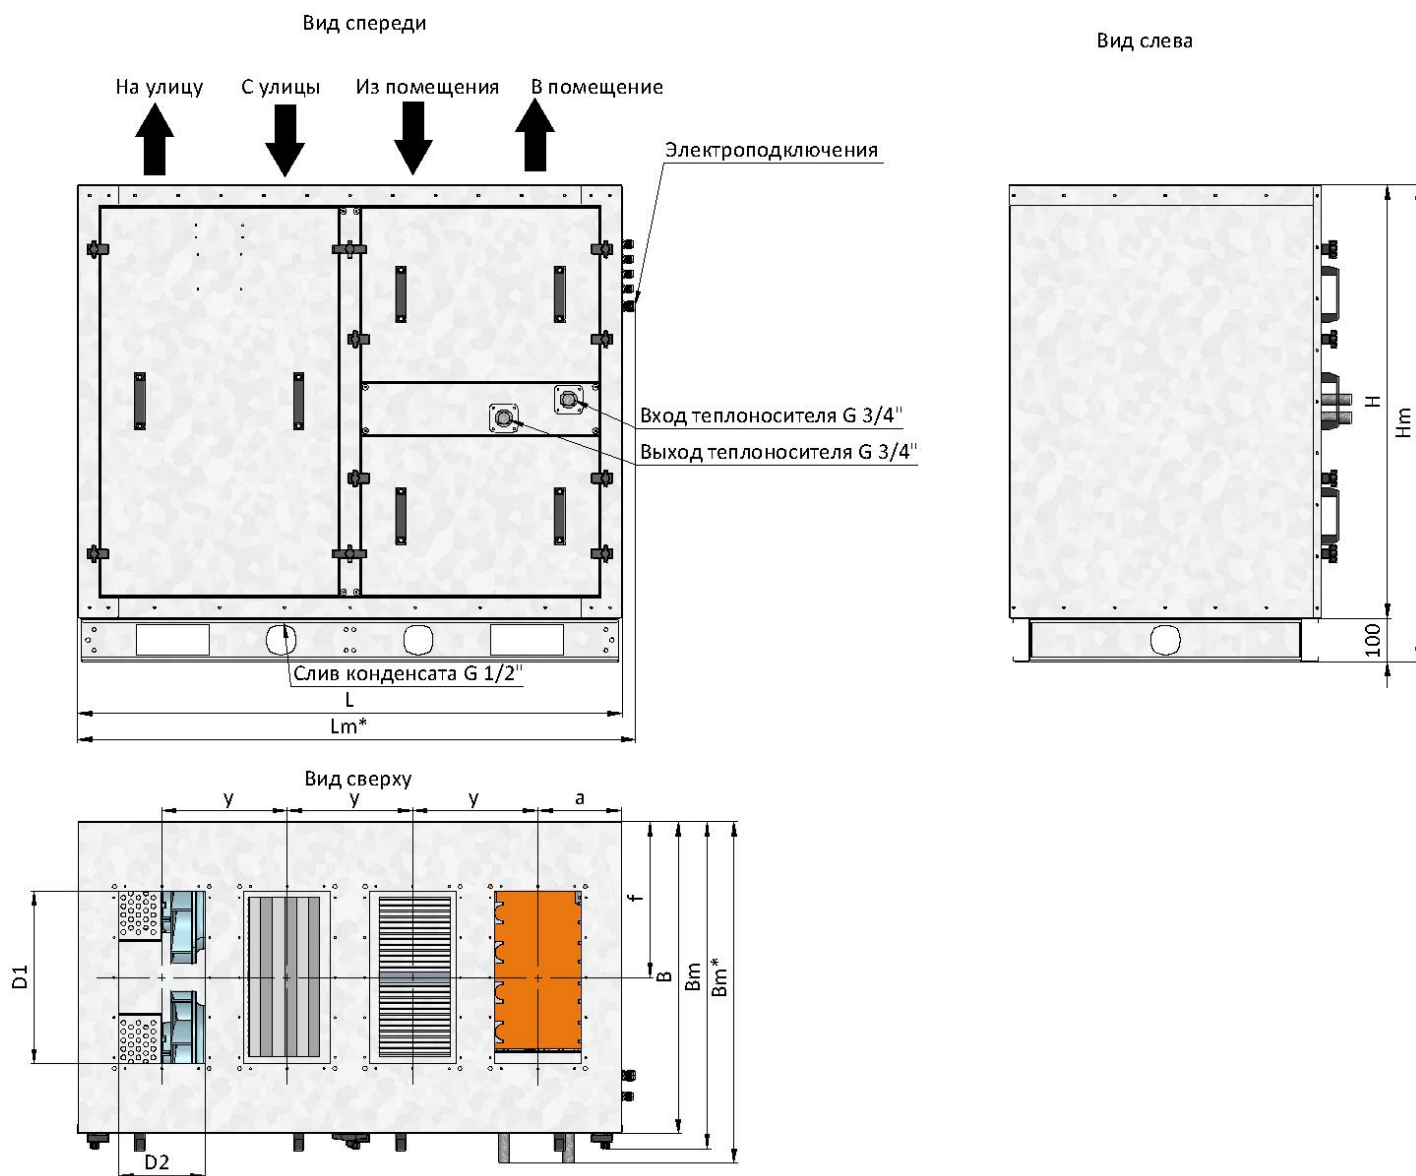 Вид спереди
Вид слева
На улицу
С улицы
Из помещения
В помещение
Электроподключения
Вход теплоносителя G 3/4"
Выход теплоносителя G 3/4"
H
Hm
100
Слив конденсата G 1/2"
L
Lm*
Вид сверху
y
y
y
a
f
D1
B
Bm
Bm*
D2